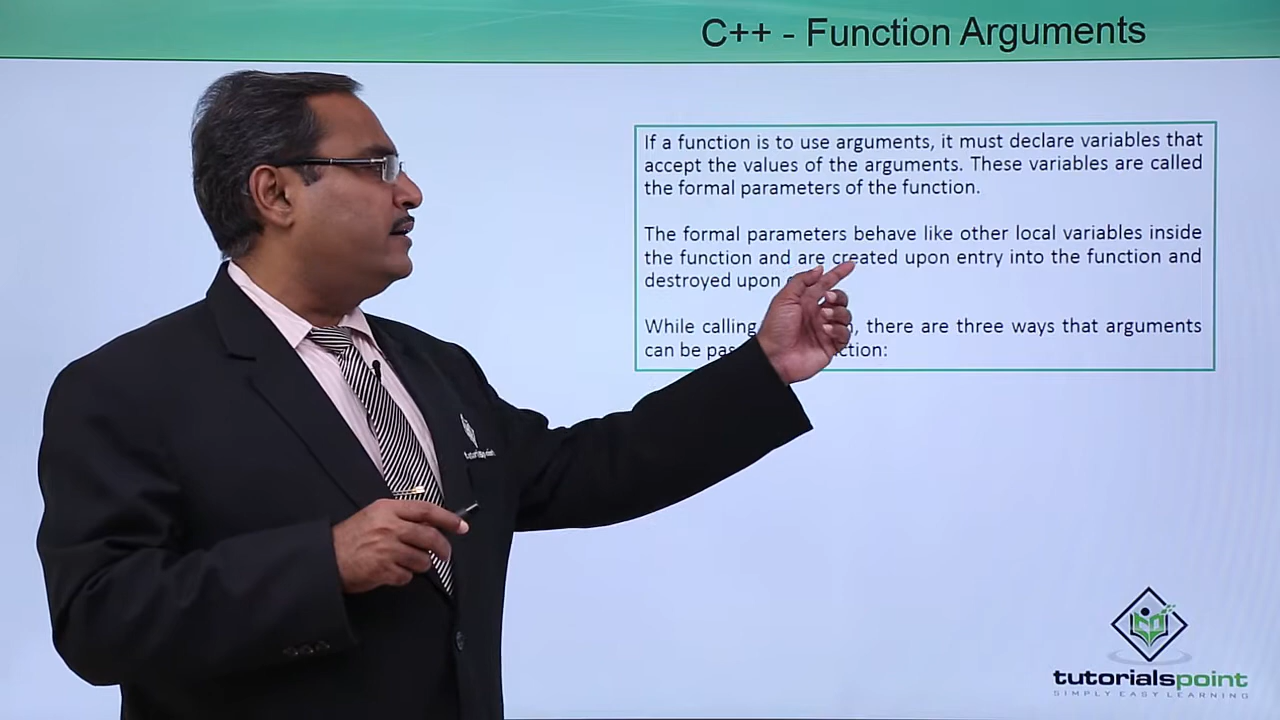 C++ - Function Arguments
If a function is to use arguments, it must declare variables that
accept the values of the arguments. These variables are called
the formal parameters of the function.
The formal parameters behave like other local variables inside
the function and are created upon entry into the function and
destroyed upon
While calling , there are three ways that arguments
can be
tutorialspoint
tutorialspoint
SIMPLY EASY LEARNING